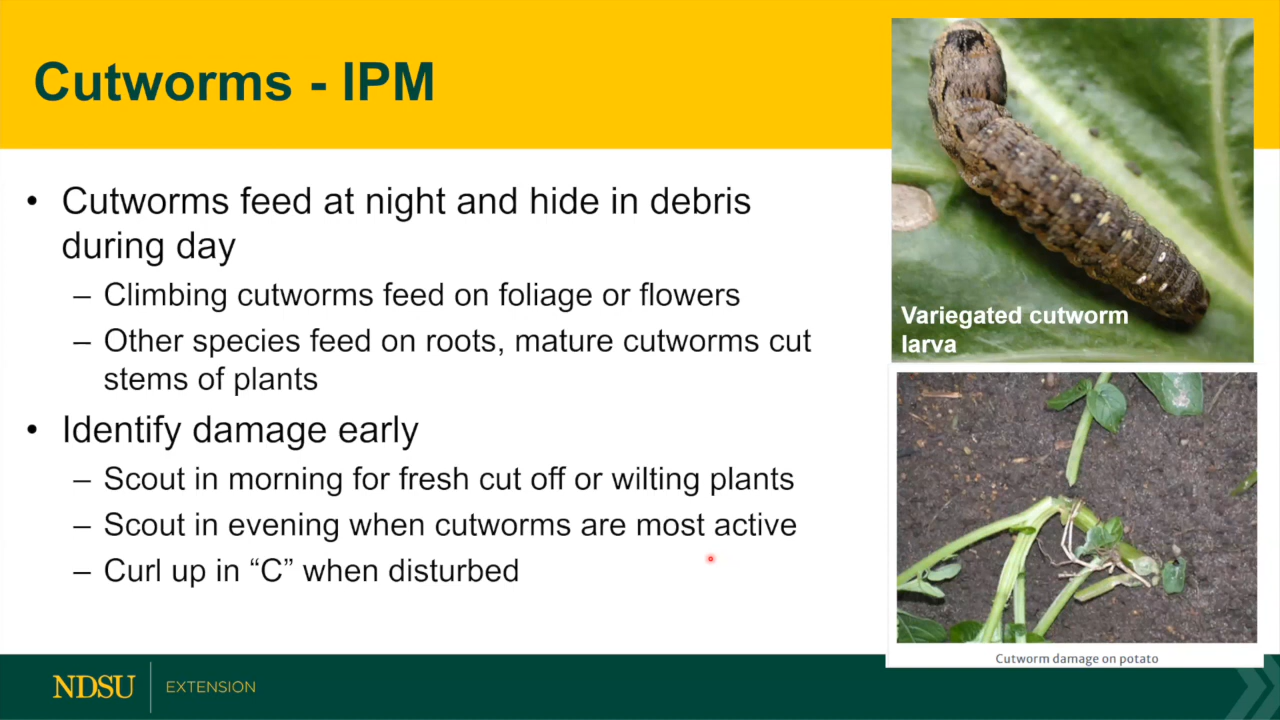 Cutworms - IPM
• Cutworms feed at night and hide in debris
during day
– Climbing cutworms feed on foliage or flowers
– Other species feed on roots, mature cutworms cut
stems of plants
• Identify damage early
– Scout in morning for fresh cut off or wilting plants
– Scout in evening when cutworms are most active
– Curl up in “C” when disturbed
Variegated cutworm
larva
Cutworm damage on potato
NDSU
EXTENSION